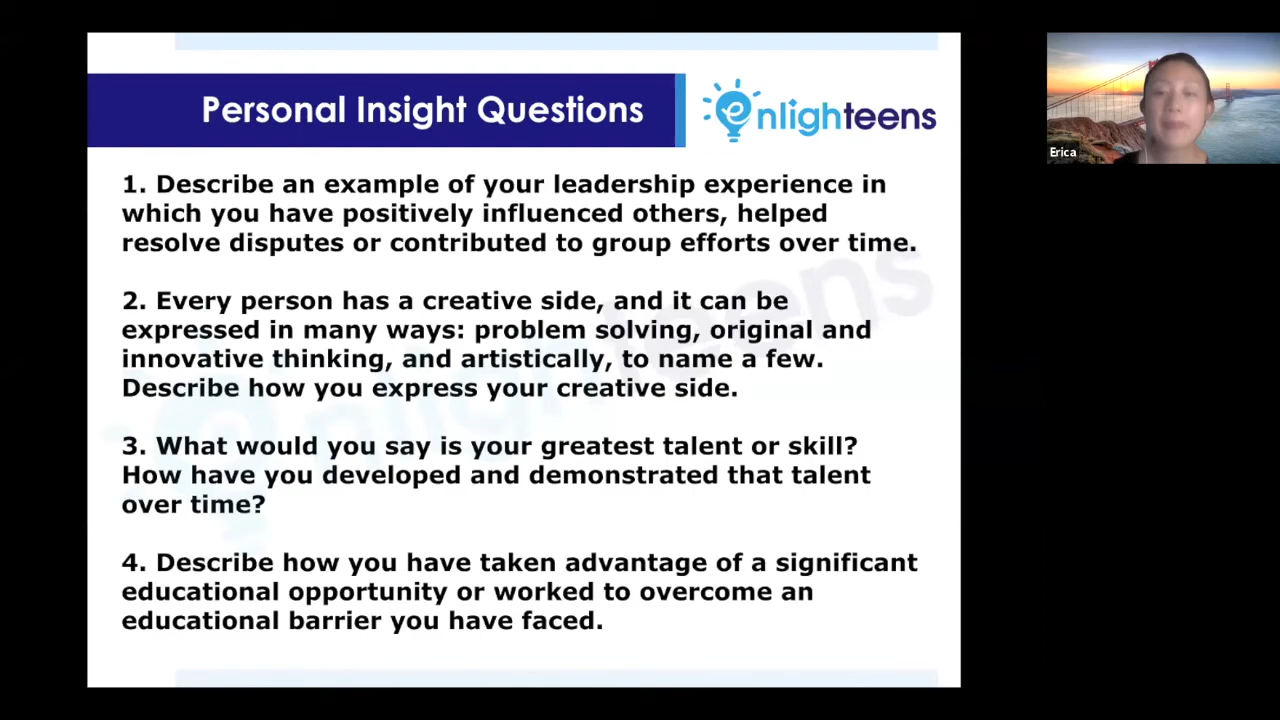 Personal Insight Questions
enlighteens
1. Describe an example of your leadership experience in
which you have positively influenced others, helped
resolve disputes or contributed to group efforts over time.
2. Every person has a creative side, and it can be
expressed in many ways: problem solving, original and
innovative thinking, and artistically, to name a few.
Describe how you express your creative side.
3. What would you say is your greatest talent or skill?
How have you developed and demonstrated that talent
over time?
4. Describe how you have taken advantage of a significant
educational opportunity or worked to overcome an
educational barrier you have faced.
Erica